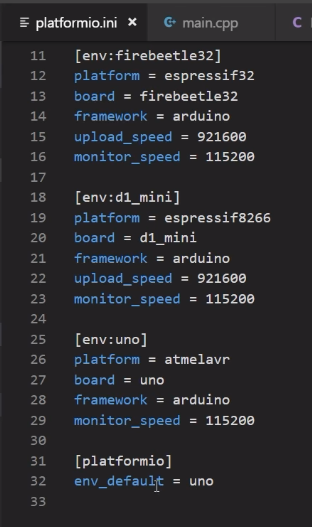 platformio.ini × main.cpp C
11 [env:firebeetle32]
12 platform = espressif32
13 board = firebeetle32
14 framework = arduino
15 upload_speed = 921600
16 monitor_speed = 115200
17
18 [env:d1_mini]
19 platform = espressif8266
20 board = d1_mini
21 framework = arduino
22 upload_speed = 921600
23 monitor_speed = 115200
24
25 [env:uno]
26 platform = atmelavr
27 board = uno
28 framework = arduino
29 monitor_speed = 115200
30
31 [platformio]
32 env_default = uno
33